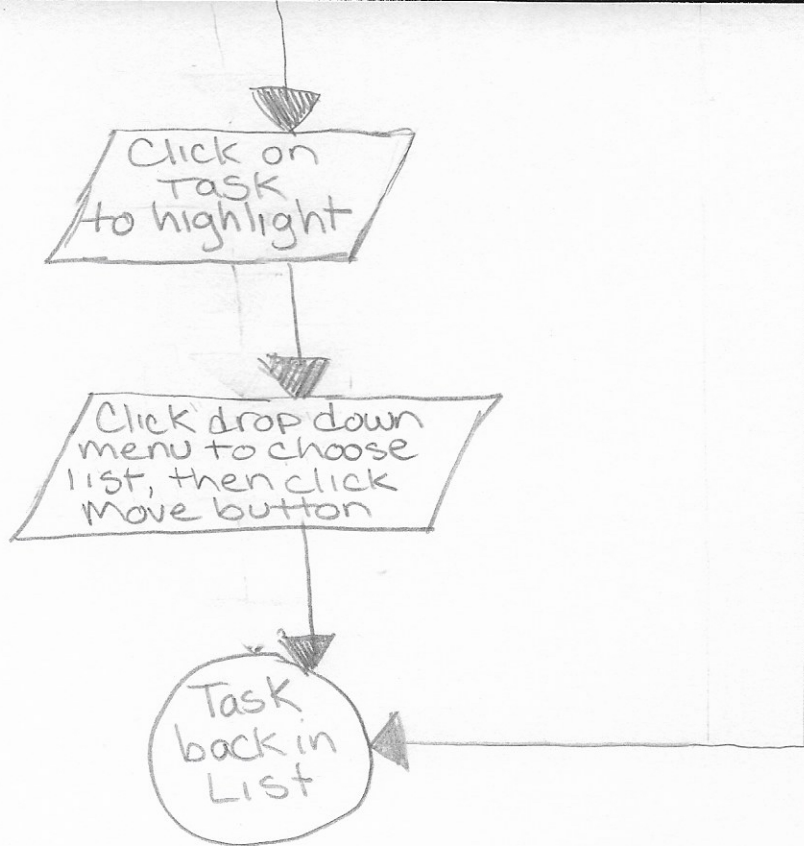 Click on
Task
to highlight
Click drop down
menu to choose
list, then click
Move button
Task
back in
List